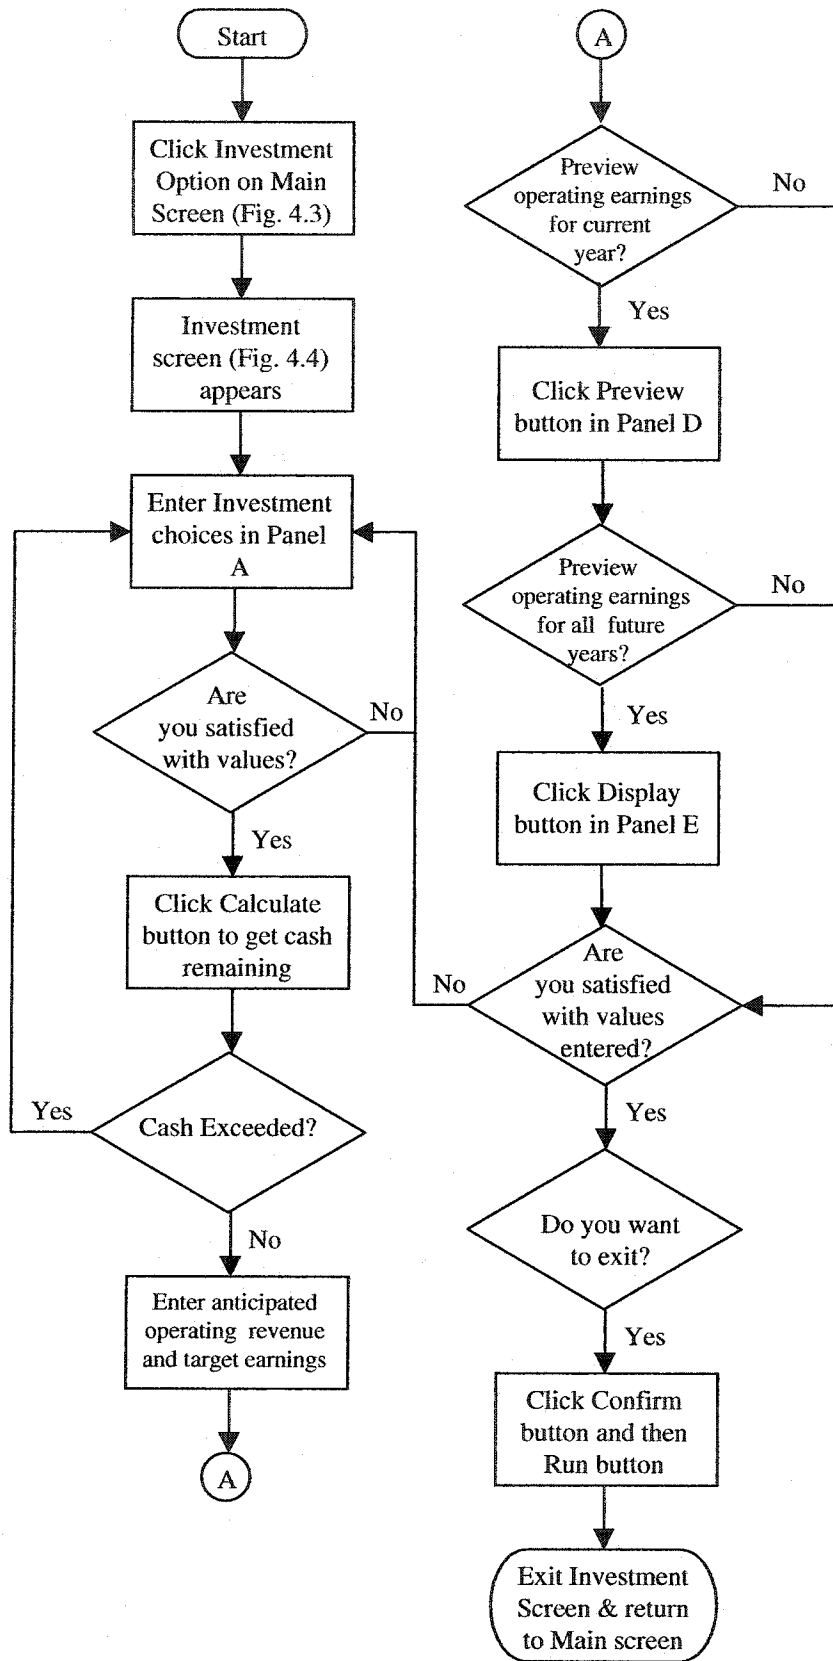 Start
Click Investment
Option on Main
Screen (Fig. 4.3)
Investment
screen (Fig. 4.4)
appears
Enter Investment
choices in Panel
A
Are
you satisfied
with values?
No
Yes
Click Calculate
button to get cash
remaining
Yes
Cash Exceeded?
No
Enter anticipated
operating revenue
and target earnings
A
A
Preview
operating earnings
for current
year?
No
Yes
Click Preview
button in Panel D
Preview
operating earnings
for all future
years?
No
Yes
Click Display
button in Panel E
No
Are
you satisfied
with values
entered?
Yes
Do you want
to exit?
Yes
Click Confirm
button and then
Run button
Exit Investment
Screen & return
to Main screen